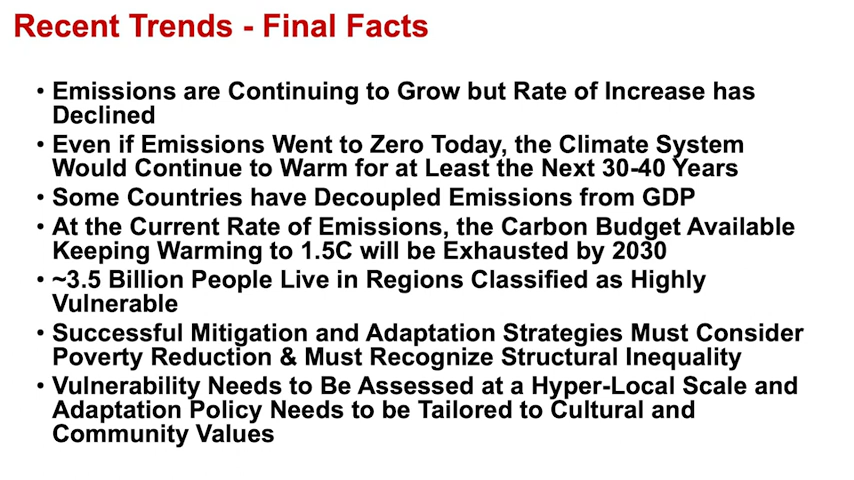 Recent Trends - Final Facts
• Emissions are Continuing to Grow but Rate of Increase has
Declined
• Even if Emissions Went to Zero Today, the Climate System
Would Continue to Warm for at Least the Next 30-40 Years
• Some Countries have Decoupled Emissions from GDP
• At the Current Rate of Emissions, the Carbon Budget Available
Keeping Warming to 1.5C will be Exhausted by 2030
• ~3.5 Billion People Live in Regions Classified as Highly
Vulnerable
• Successful Mitigation and Adaptation Strategies Must Consider
Poverty Reduction & Must Recognize Structural Inequality
• Vulnerability Needs to Be Assessed at a Hyper-Local Scale and
Adaptation Policy Needs to be Tailored to Cultural and
Community Values